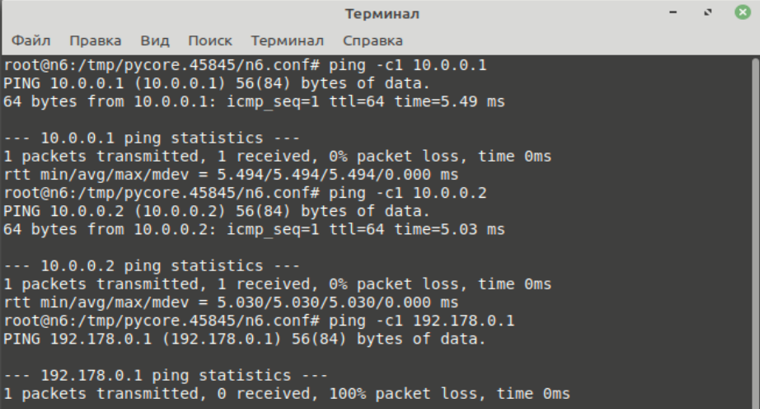 Терминал
Файл Правка Вид Поиск Терминал Справка
root@n6:/tmp/pycore.45845/n6.conf# ping -c1 10.0.0.1
PING 10.0.0.1 (10.0.0.1) 56(84) bytes of data.
64 bytes from 10.0.0.1: icmp_seq=1 ttl=64 time=5.49 ms
--- 10.0.0.1 ping statistics ---
1 packets transmitted, 1 received, 0% packet loss, time 0ms
rtt min/avg/max/mdev = 5.494/5.494/5.494/0.000 ms
root@n6:/tmp/pycore.45845/n6.conf# ping -c1 10.0.0.2
PING 10.0.0.2 (10.0.0.2) 56(84) bytes of data.
64 bytes from 10.0.0.2: icmp_seq=1 ttl=64 time=5.03 ms
--- 10.0.0.2 ping statistics ---
1 packets transmitted, 1 received, 0% packet loss, time 0ms
rtt min/avg/max/mdev = 5.030/5.030/5.030/0.000 ms
root@n6:/tmp/pycore.45845/n6.conf# ping -c1 192.178.0.1
PING 192.178.0.1 (192.178.0.1) 56(84) bytes of data.
--- 192.178.0.1 ping statistics ---
1 packets transmitted, 0 received, 100% packet loss, time 0ms